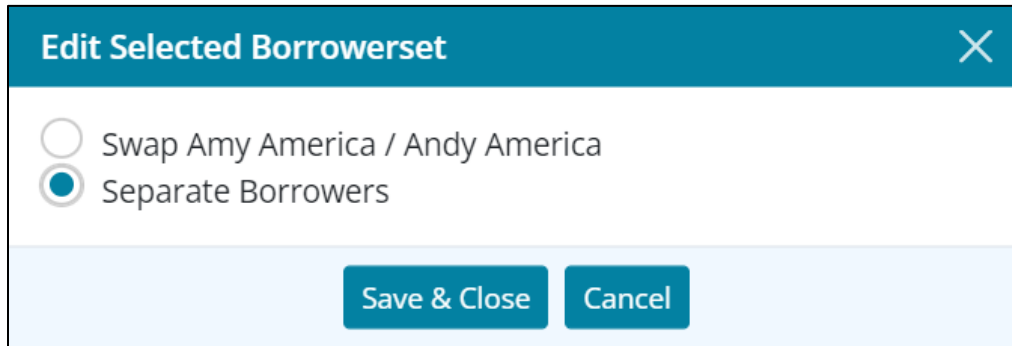 Edit Selected Borrowerset
Swap Amy America / Andy America
Separate Borrowers
Save & Close
Cancel